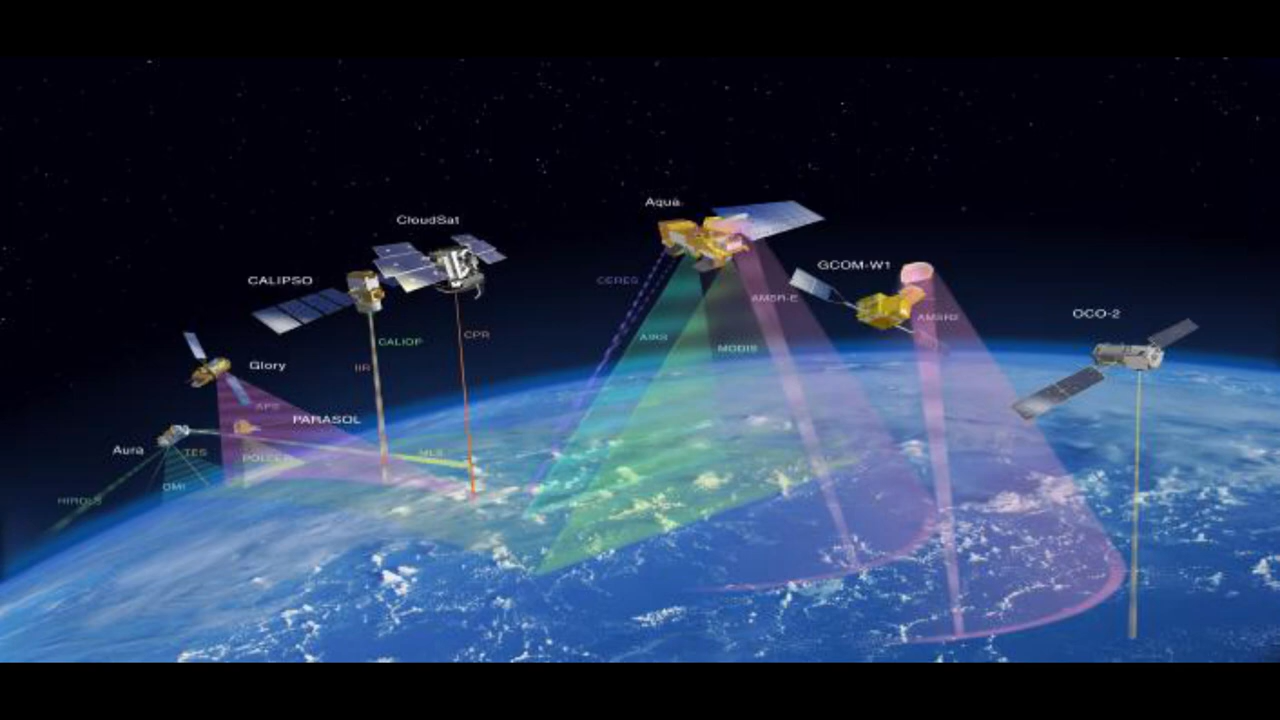 Aqua
CloudSat
GCOM-W1
CALIPSO
CERES
AMSR-E
OCO-2
AMSR2
CPR
AIRS
CALIOP
MODIS
Glory
IIR
APS
PARASOL
Aura
TES
MLS
POLDER
OMI
HIRDLS